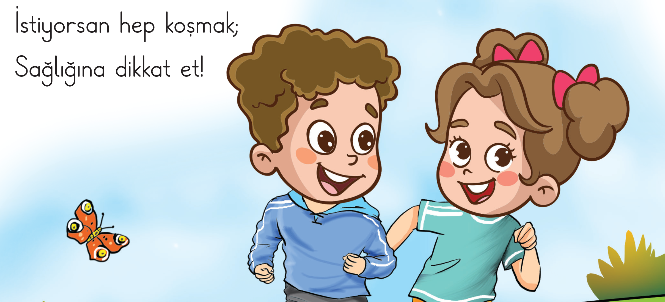 İstiyorsan hep koşmak;
Sağlığına dikkat et!